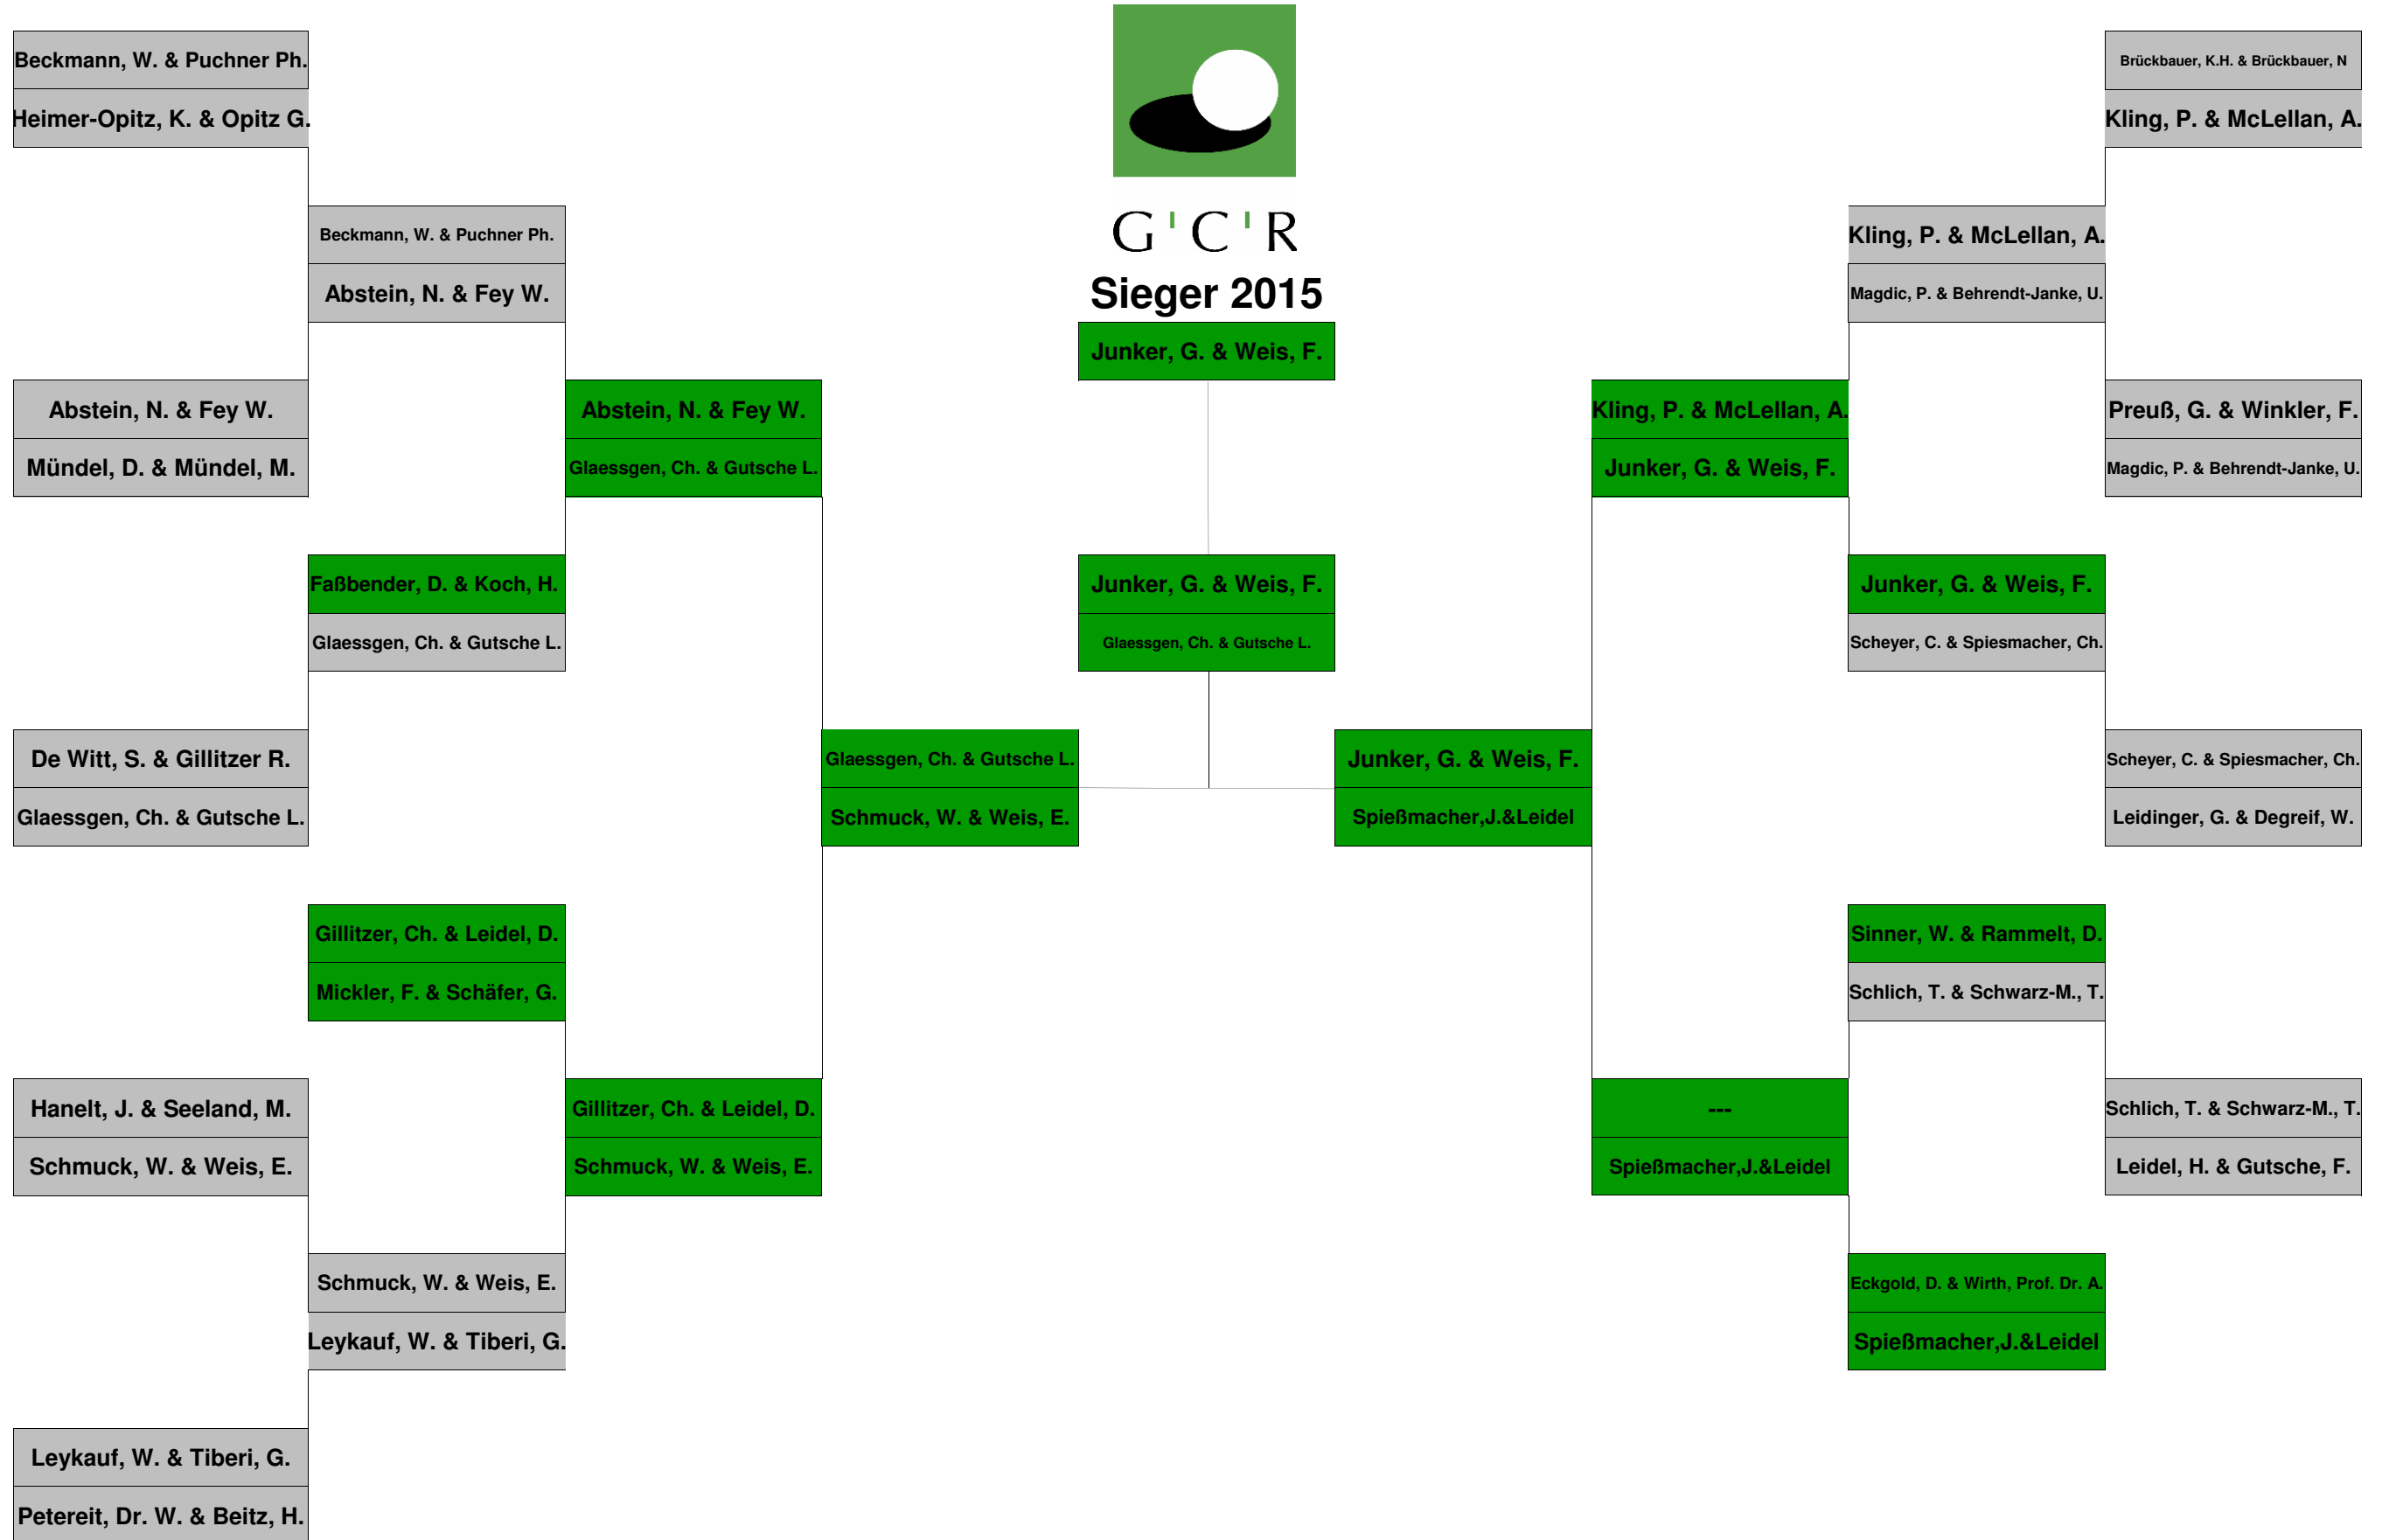 Beckmann, W. & Puchner Ph.
Heimer-Opitz, K. & Opitz G.
Beckmann, W. & Puchner Ph.
Abstein, N. & Fey W.
Abstein, N. & Fey W.
Mündel, D. & Mündel, M.
Abstein, N. & Fey W.
Glaessgen, Ch. & Gutsche L.
Faßbender, D. & Koch, H.
Glaessgen, Ch. & Gutsche L.
De Witt, S. & Gillitzer R.
Glaessgen, Ch. & Gutsche L.
Glaessgen, Ch. & Gutsche L.
Schmuck, W. & Weis, E.
Gillitzer, Ch. & Leidel, D.
Mickler, F. & Schäfer, G.
Hanelt, J. & Seeland, M.
Schmuck, W. & Weis, E.
Gillitzer, Ch. & Leidel, D.
Schmuck, W. & Weis, E.
Schmuck, W. & Weis, E.
Leykauf, W. & Tiberi, G.
Leykauf, W. & Tiberi, G.
Petereit, Dr. W. & Beitz, H.
G'C'R
Sieger 2015
Junker, G. & Weis, F.
Junker, G. & Weis, F.
Glaessgen, Ch. & Gutsche L.
Junker, G. & Weis, F.
Spießmacher,J.&Leidel
Kling, P. & McLellan, A.
Junker, G. & Weis, F.
---
Spießmacher,J.&Leidel
Kling, P. & McLellan, A.
Magdic, P. & Behrendt-Janke, U.
Junker, G. & Weis, F.
Scheyer, C. & Spiesmacher, Ch.
Sinner, W. & Rammelt, D.
Schlich, T. & Schwarz-M., T.
Eckgold, D. & Wirth, Prof. Dr. A.
Spießmacher,J.&Leidel
Brückbauer, K.H. & Brückbauer, N
Kling, P. & McLellan, A.
Preuß, G. & Winkler, F.
Magdic, P. & Behrendt-Janke, U.
Scheyer, C. & Spiesmacher, Ch.
Leidinger, G. & Degreif, W.
Schlich, T. & Schwarz-M., T.
Leidel, H. & Gutsche, F.